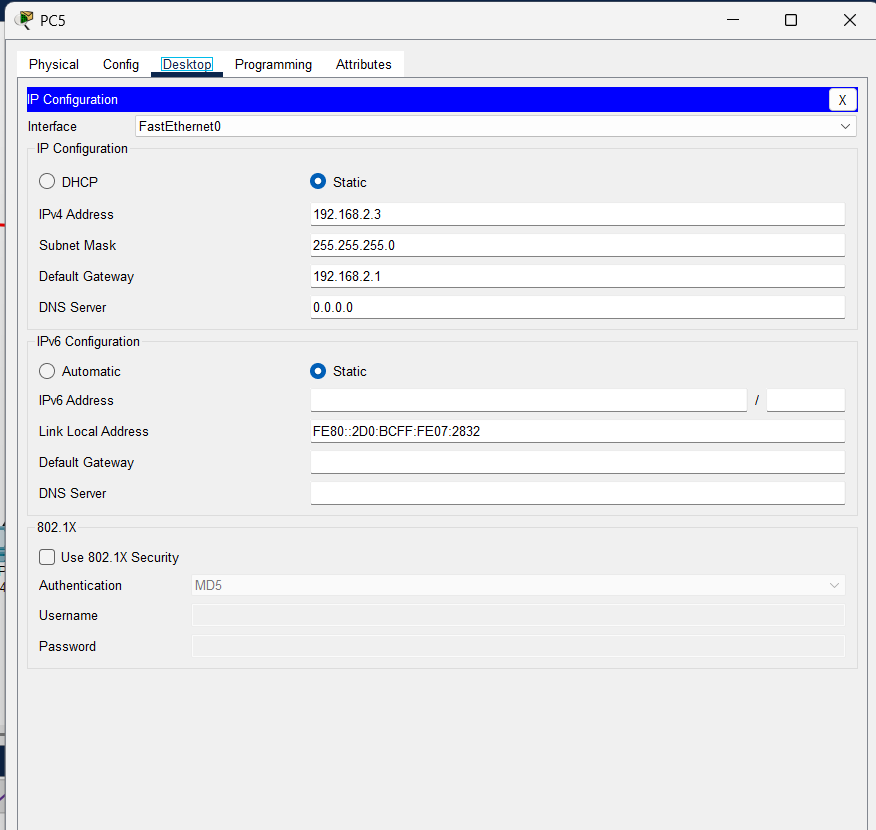 PC5
Physical Config Desktop Programming Attributes
IP Configuration X
Interface FastEthernet0
IP Configuration
DHCP Static
IPv4 Address 192.168.2.3
Subnet Mask 255.255.255.0
Default Gateway 192.168.2.1
DNS Server 0.0.0.0
IPv6 Configuration
Automatic Static
IPv6 Address /
Link Local Address FE80::2D0:BCFF:FE07:2832
Default Gateway
DNS Server
802.1X
Use 802.1X Security
Authentication MD5
Username
Password